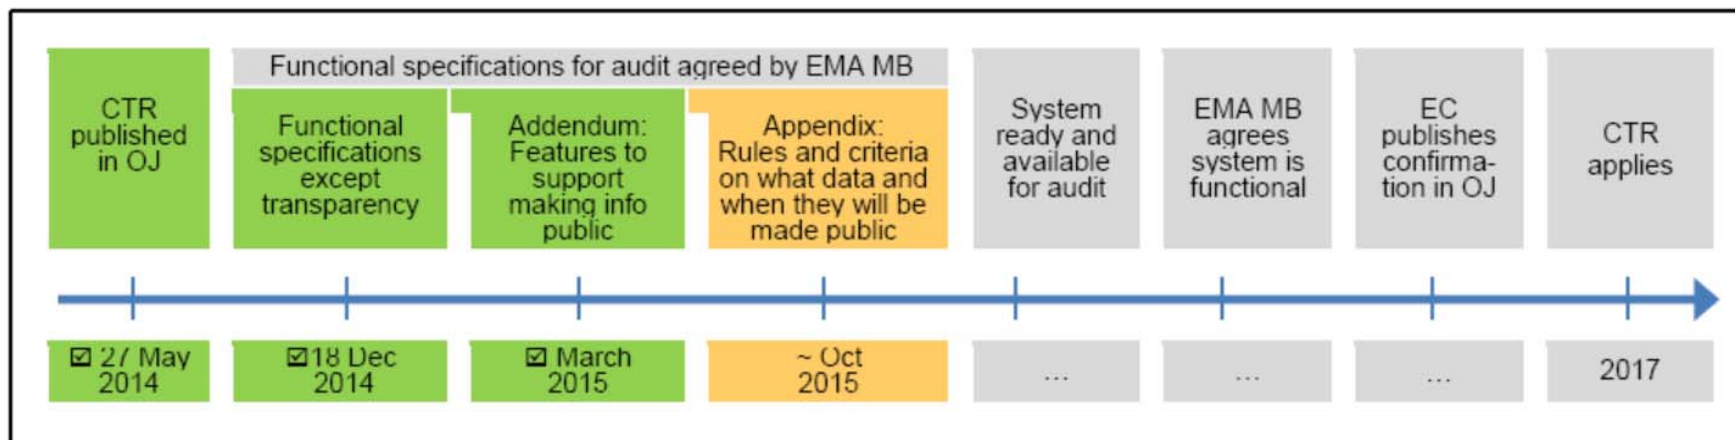 CTR
published
in OJ
Functional specifications for audit agreed by EMA MB
Functional
specifications
except
transparency
Addendum:
Features to
support
making info
public
Appendix:
Rules and criteria
on what data and
when they will be
made public
System
ready and
available
for audit
EMA MB
agrees
system is
functional
EC
publishes
confirma-
tion in OJ
CTR
applies
☑ 27 May
2014
☑18 Dec
2014
☑ March
2015
~ Oct
2015
...
...
...
2017